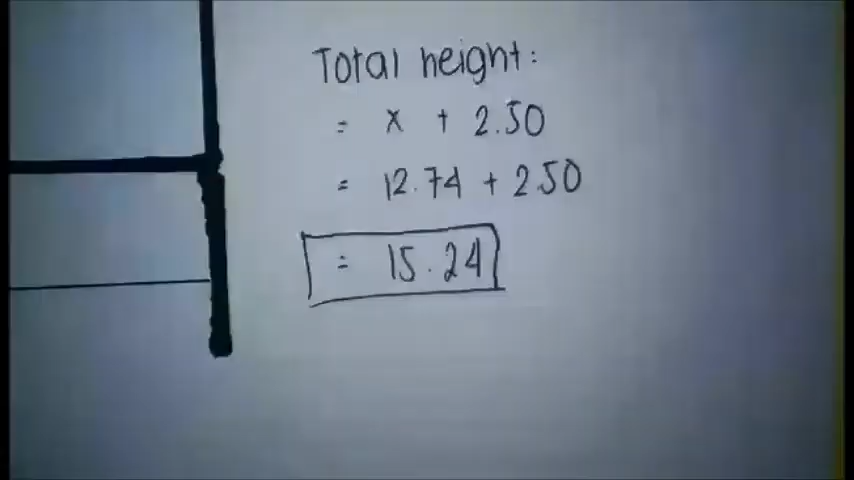 Total height:
= x + 2.50
= 12.74 + 2.50
= 15.24